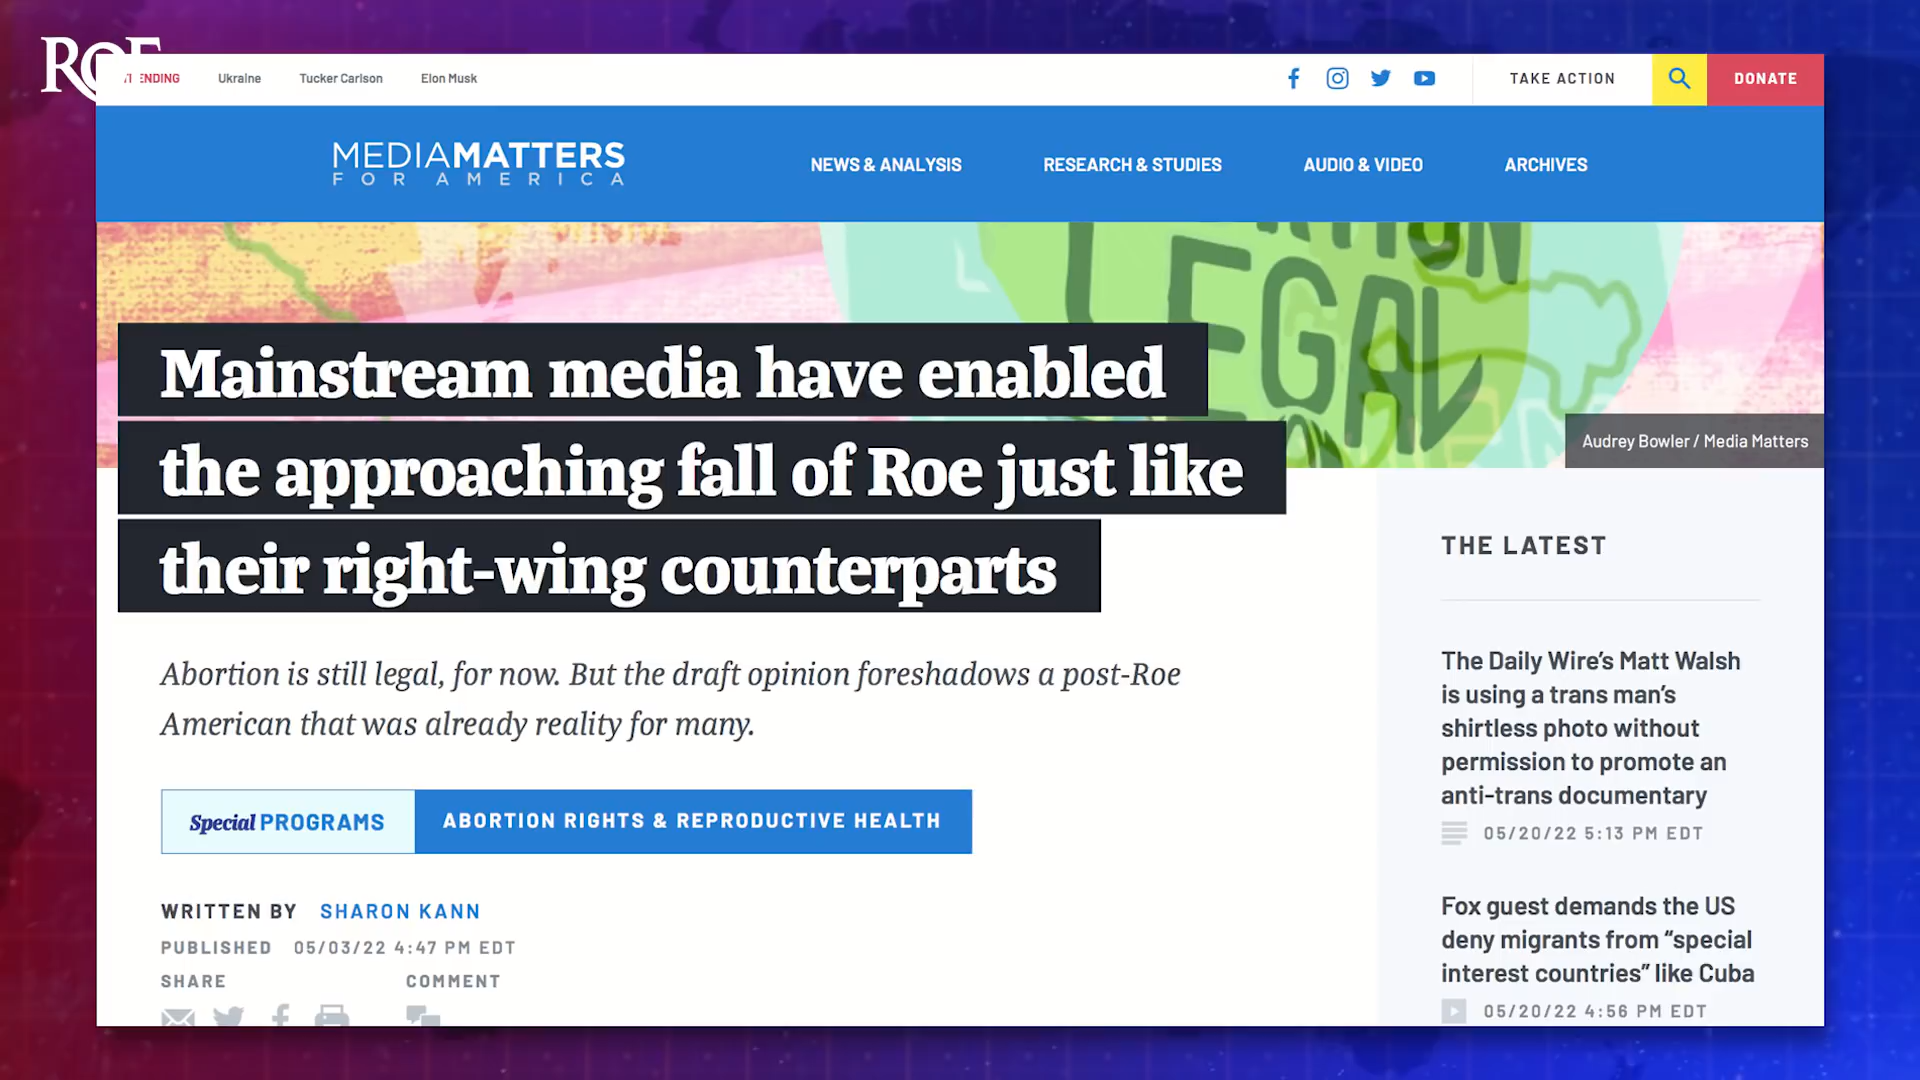 ROF
ENDING Ukraine Tucker Carlson Elon Musk
TAKE ACTION
DONATE
MEDIAMATTERS
FOR AMERICA
NEWS & ANALYSIS
RESEARCH & STUDIES
AUDIO & VIDEO
ARCHIVES
LEGAL
Mainstream media have enabled
the approaching fall of Roe just like
their right-wing counterparts
Audrey Bowler / Media Matters
Abortion is still legal, for now. But the draft opinion foreshadows a post-Roe
American that was already reality for many.
Special PROGRAMS
ABORTION RIGHTS & REPRODUCTIVE HEALTH
WRITTEN BY SHARON KANN
PUBLISHED 05/03/22 4:47 PM EDT
SHARE
COMMENT
THE LATEST
The Daily Wire's Matt Walsh
is using a trans man's
shirtless photo without
permission to promote an
anti-trans documentary
05/20/22 5:13 PM EDT
Fox guest demands the US
deny migrants from “special
interest countries” like Cuba
05/20/22 4:56 PM EDT